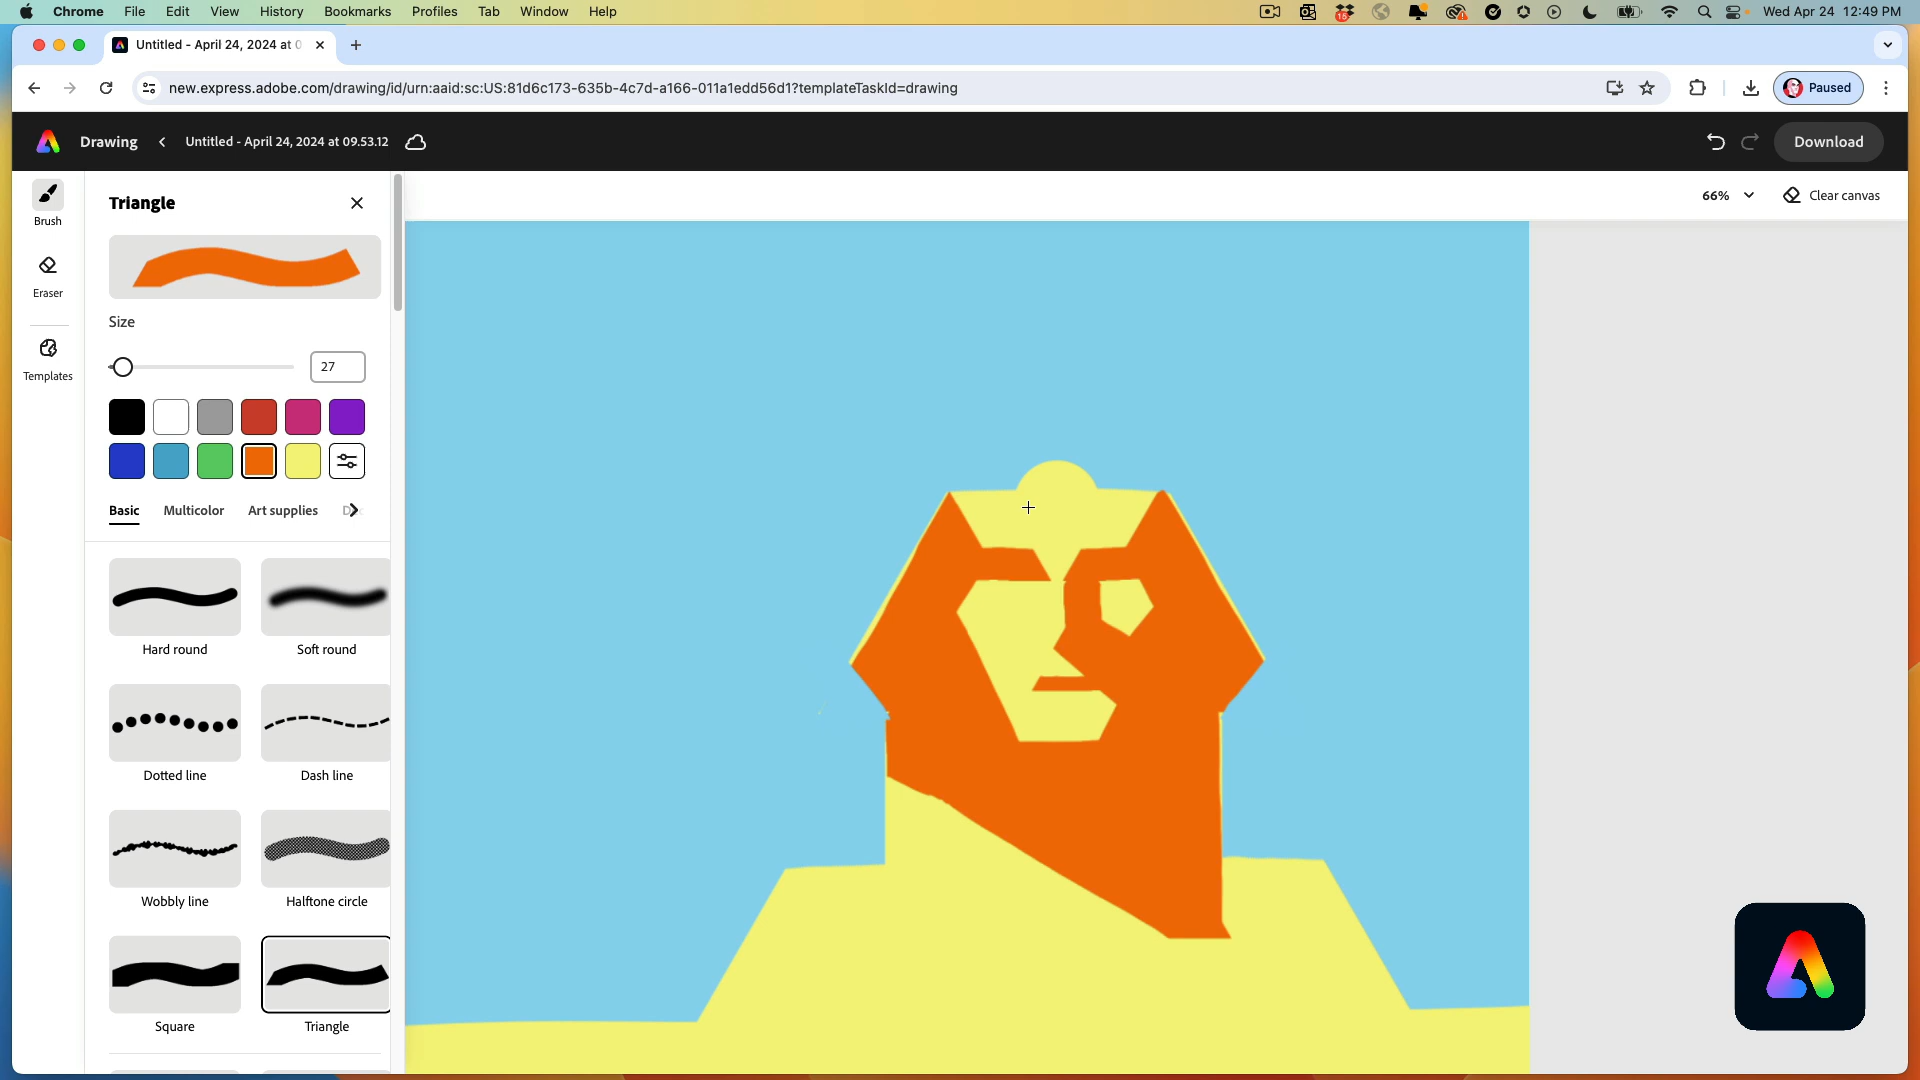 Chrome File Edit View History Bookmarks Profiles Tab Window Help
15
Wed Apr 24 12:49 PM
Untitled - April 24, 2024 at 0
new.express.adobe.com/drawing/id/urn:aaid:sc:US:81d6c173-635b-4c7d-a166-011a1edd56d1?templateTaskId=drawing
Paused
Drawing
Untitled - April 24, 2024 at 09.53.12
Download
Brush
Eraser
Templates
Triangle
66%
Clear canvas
Size
27
Basic Multicolor Art supplies D
Hard round
Soft round
Dotted line
Dash line
Wobbly line
Halftone circle
Square
Triangle